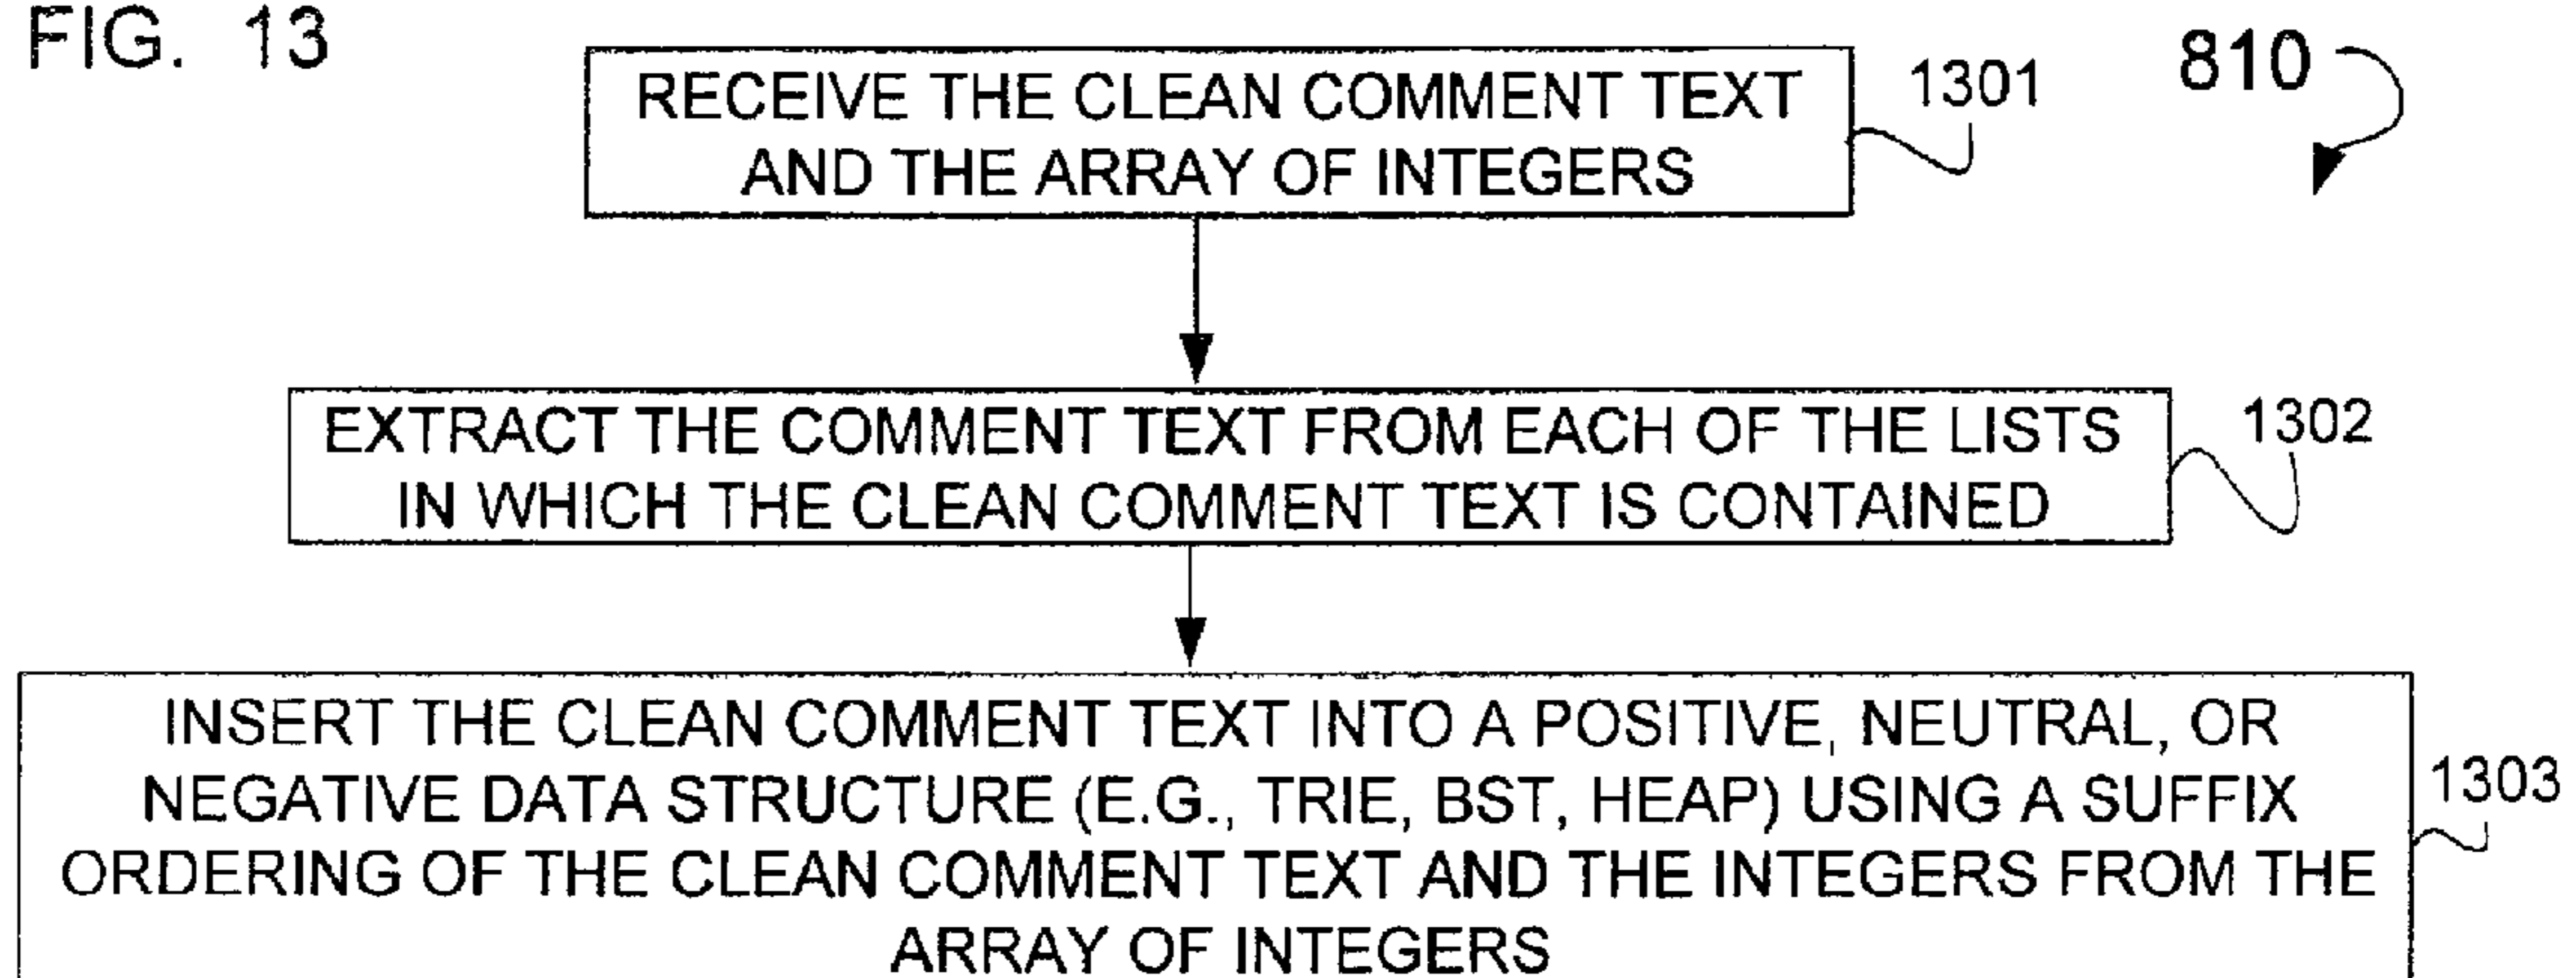 FIG. 13
810
RECEIVE THE CLEAN COMMENT TEXT
AND THE ARRAY OF INTEGERS
1301
EXTRACT THE COMMENT TEXT FROM EACH OF THE LISTS
IN WHICH THE CLEAN COMMENT TEXT IS CONTAINED
1302
INSERT THE CLEAN COMMENT TEXT INTO A POSITIVE, NEUTRAL, OR
NEGATIVE DATA STRUCTURE (E.G., TRIE, BST, HEAP) USING A SUFFIX
ORDERING OF THE CLEAN COMMENT TEXT AND THE INTEGERS FROM THE
ARRAY OF INTEGERS
1303